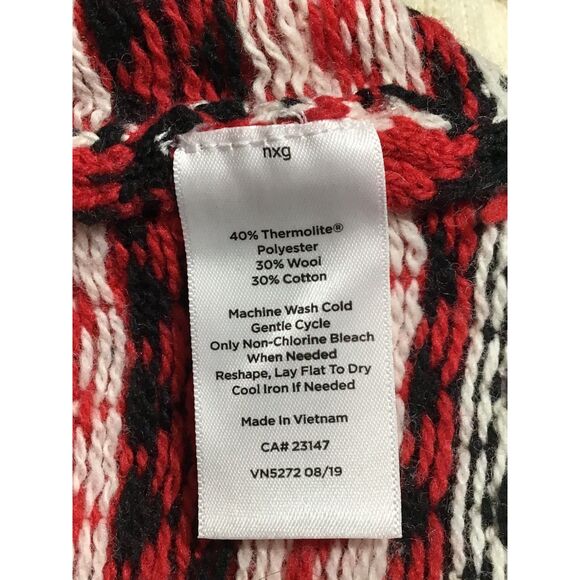 nxg
40% Thermolite®
Polyester
30% Wool
30% Cotton
Machine Wash Cold
Gentle Cycle
Only Non-Chlorine Bleach
When Needed
Reshape, Lay Flat To Dry
Cool Iron If Needed
Made In Vietnam
CA# 23147
VN5272 08/19